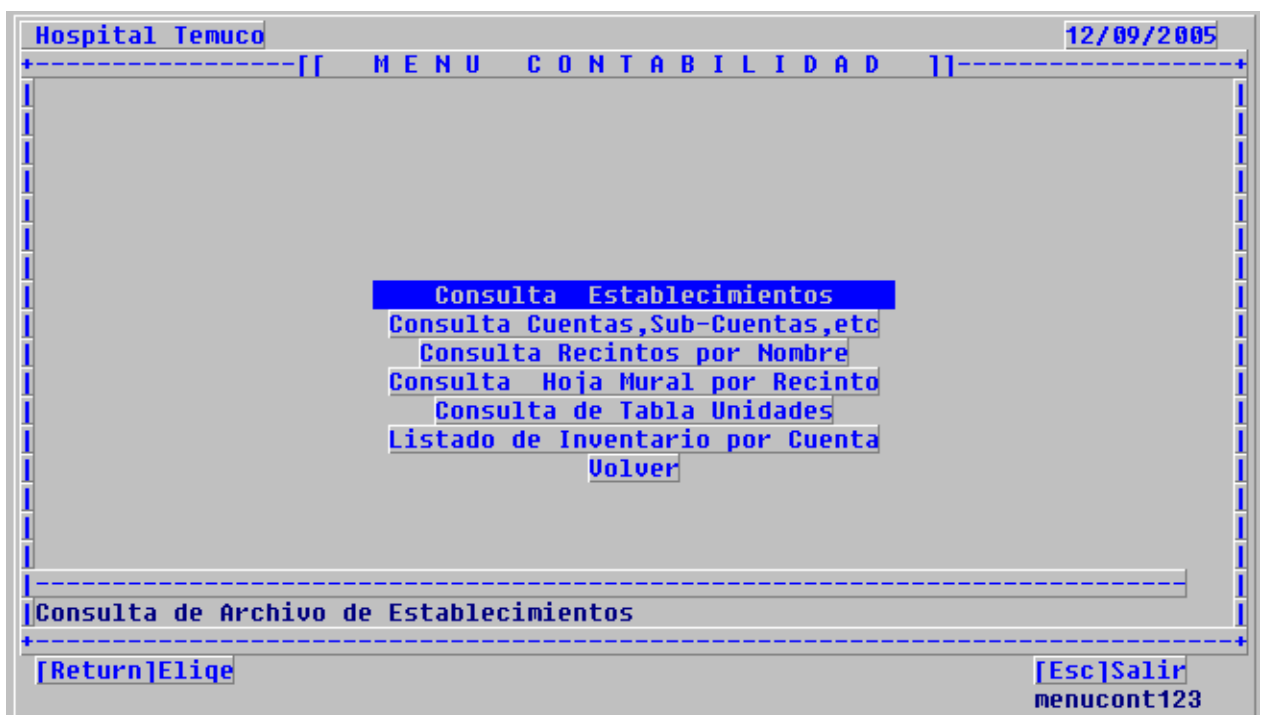 Hospital Temuco 12/09/2005
+------------------[[ M E N U C O N T A B I L I D A D ]]------------------+
Consulta Establecimientos
Consulta Cuentas,Sub-Cuentas,etc
Consulta Recintos por Nombre
Consulta Hoja Mural por Recinto
Consulta de Tabla Unidades
Listado de Inventario por Cuenta
Volver
Consulta de Archivo de Establecimientos
[Return]Elige [Esc]Salir
menucont123